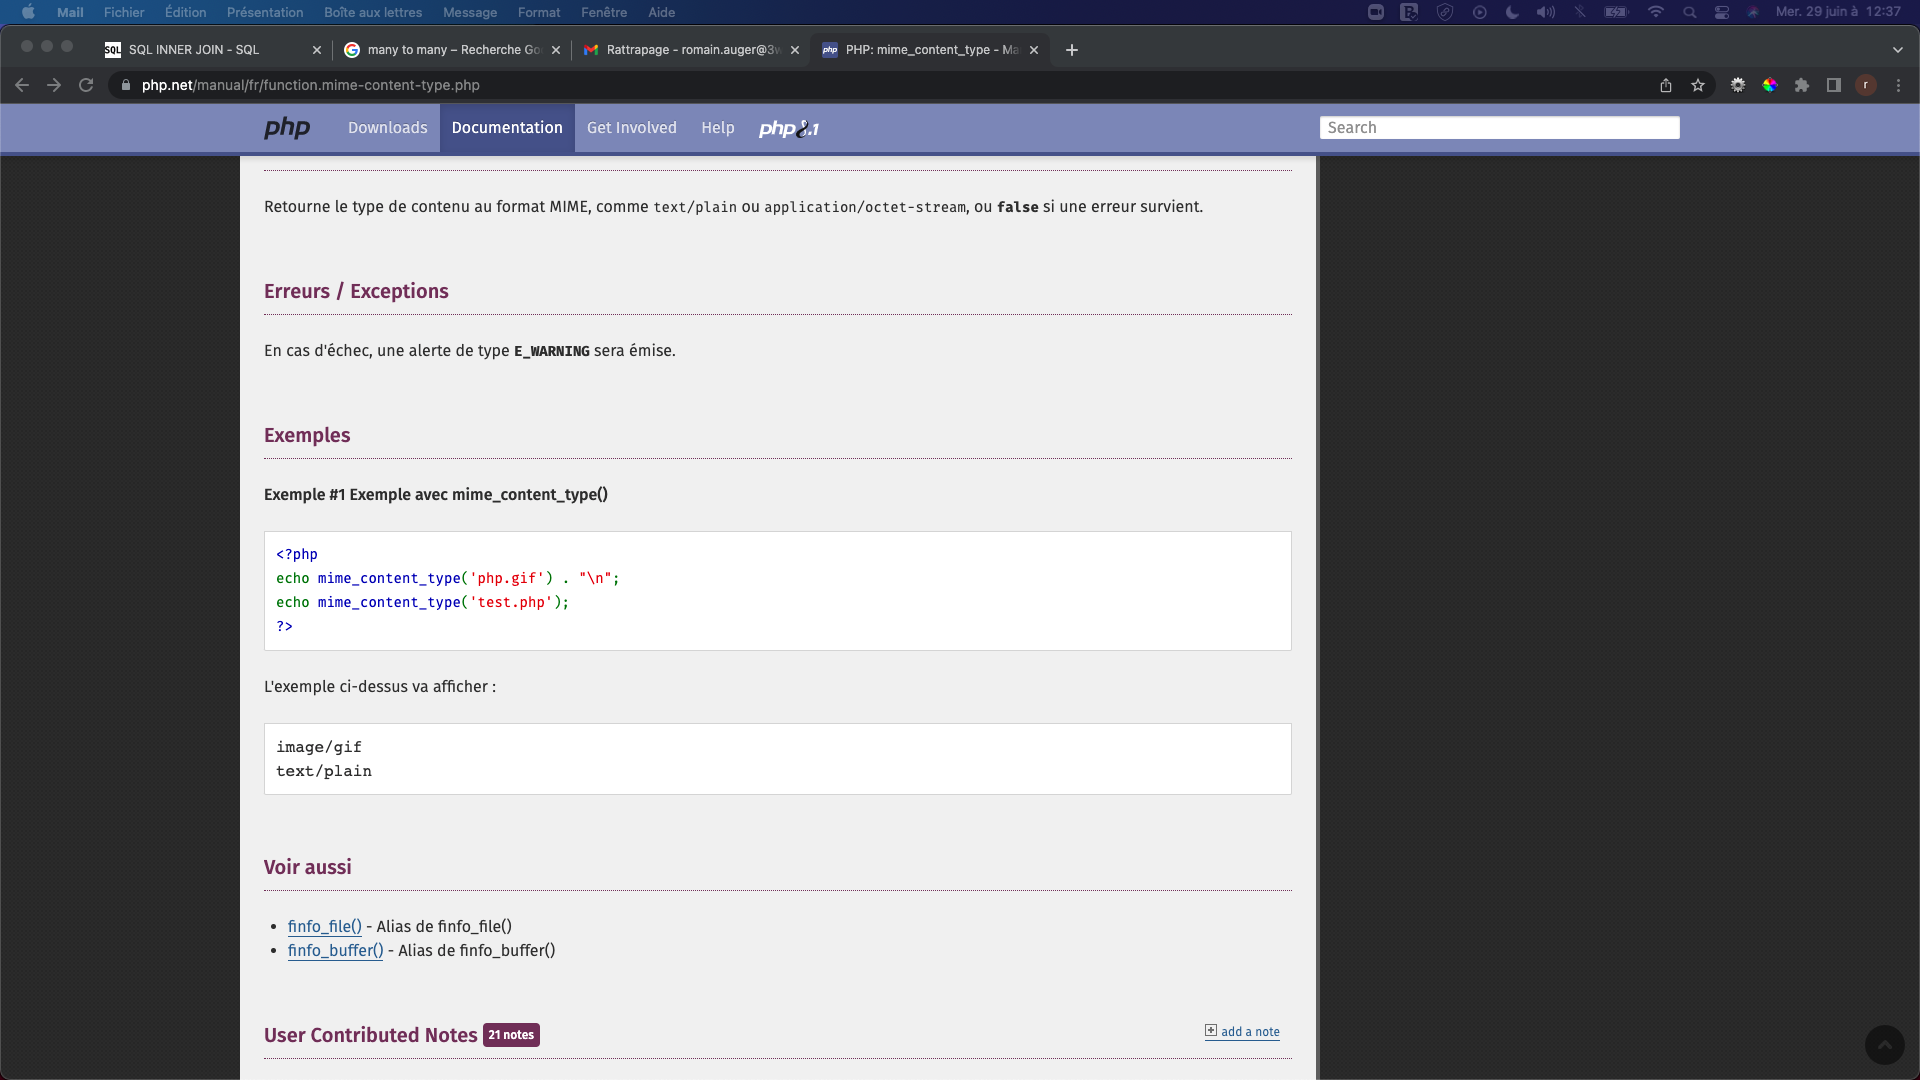 Mail Fichier Édition Présentation Boîte aux lettres Message Format Fenêtre Aide Mer. 29 juin à 12:37
SQL SQL INNER JOIN - SQL many to many – Recherche Go Rattrapage - romain.auger@3w php PHP: mime_content_type - Ma
php.net/manual/fr/function.mime-content-type.php r
php Downloads Documentation Get Involved Help php8.1 Search
Retourne le type de contenu au format MIME, comme text/plain ou application/octet-stream, ou false si une erreur survient.
Erreurs / Exceptions
En cas d'échec, une alerte de type E_WARNING sera émise.
Exemples
Exemple #1 Exemple avec mime_content_type()
<?php
echo mime_content_type('php.gif') . "\n";
echo mime_content_type('test.php');
?>
L'exemple ci-dessus va afficher :
image/gif
text/plain
Voir aussi
• finfo_file() - Alias de finfo_file()
• finfo_buffer() - Alias de finfo_buffer()
User Contributed Notes 21 notes add a note